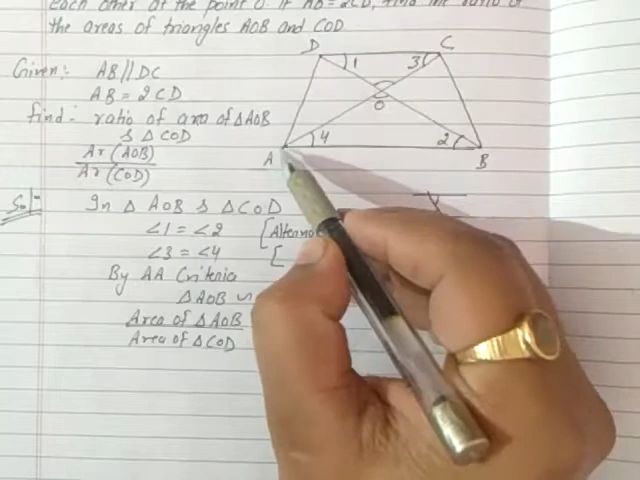 each other at the point O. If AB = 2CD, find the ratio of
the areas of triangles AOB and COD
Given:- AB || DC
AB = 2CD
find:- ratio of area of ΔAOB
& ΔCOD
Ar(AOB)
Ar(COD)
D C
1 3
O
4 2
A B
Sol:- In Δ AOB & ΔCOD
∠1 = ∠2 [Alterna
∠3 = ∠4 [
By AA Criteria
ΔAOB ~
Area of ΔAOB
Area of ΔCOD